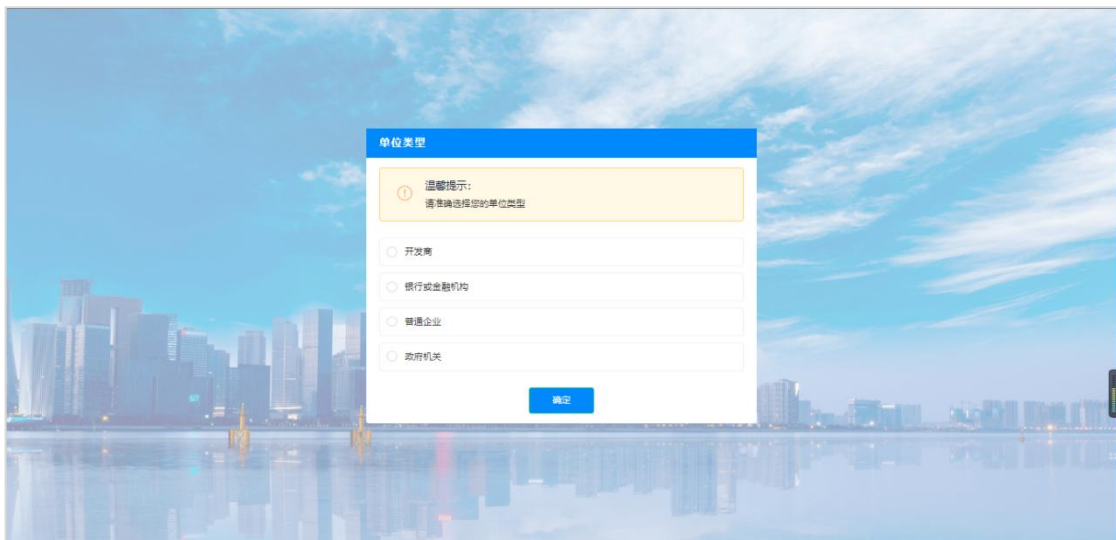 单位类型
温馨提示：
请准确选择您的单位类型
开发商
银行或金融机构
普通企业
政府机关
确定